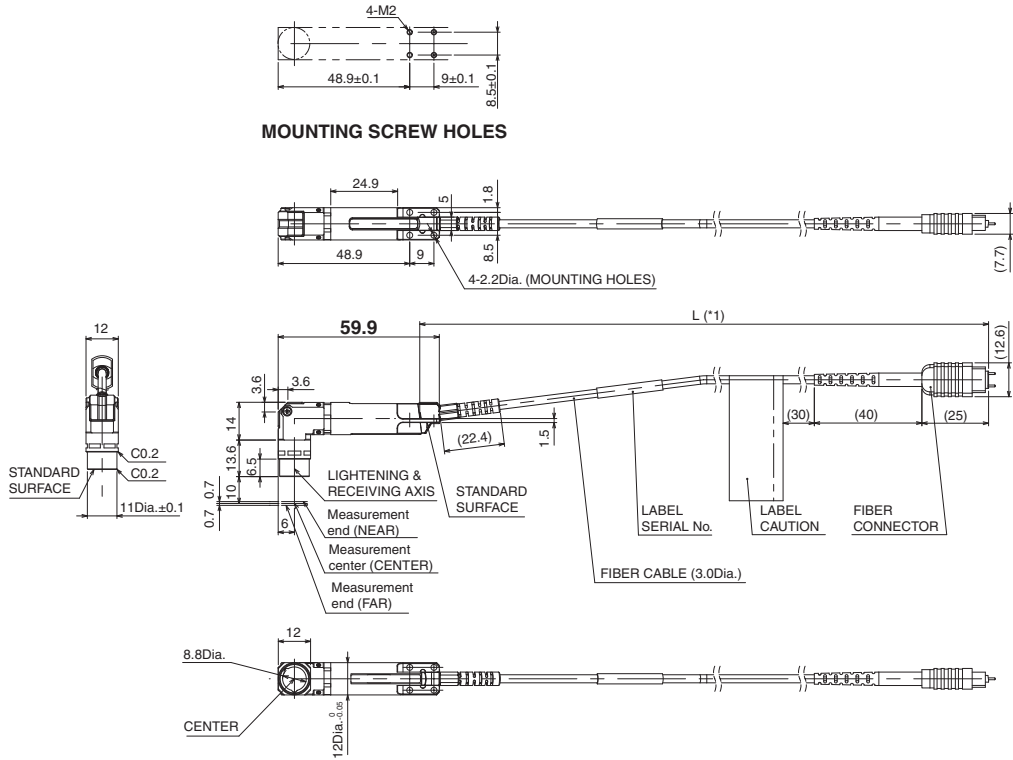 4-M2
48.9±0.1
9±0.1
8.5±0.1
MOUNTING SCREW HOLES
24.9
5
1.8
48.9
9
8.5
(7.7)
4-2.2Dia. (MOUNTING HOLES)
12
59.9
L (*1)
(12.6)
3.6
3.6
14
13.6
6.5
10
0.7
0.7
6
(22.4)
1.5
(30)
(40)
(25)
C0.2
C0.2
STANDARD
SURFACE
11Dia.±0.1
LIGHTENING &
RECEIVING AXIS
STANDARD
SURFACE
Measurement
end (NEAR)
Measurement
center (CENTER)
Measurement
end (FAR)
LABEL
SERIAL No.
LABEL
CAUTION
FIBER
CONNECTOR
FIBER CABLE (3.0Dia.)
12
8.8Dia.
CENTER
12Dia. 0 -0.05